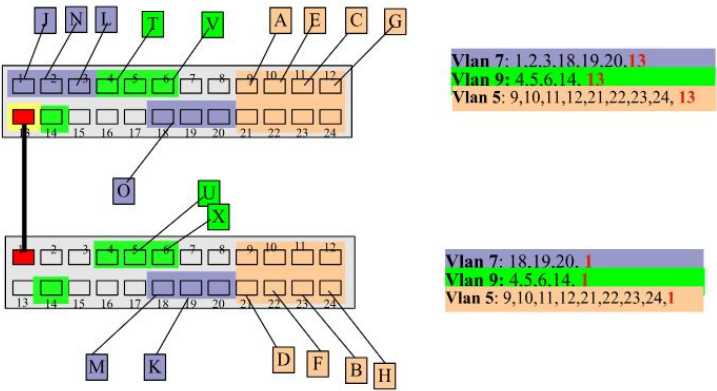 J N L T V A E C G
1 2 3 4 5 6 7 8 9 10 11 12
13 14 15 16 17 18 19 20 21 22 23 24
Vlan 7: 1,2,3,18,19,20,13
Vlan 9: 4,5,6,14, 13
Vlan 5: 9,10,11,12,21,22,23,24, 13
O U
X
1 2 3 4 5 6 7 8 9 10 11 12
13 14 15 16 17 18 19 20 21 22 23 24
Vlan 7: 18,19,20, 1
Vlan 9: 4,5,6,14, 1
Vlan 5: 9,10,11,12,21,22,23,24,1
M K D F B H